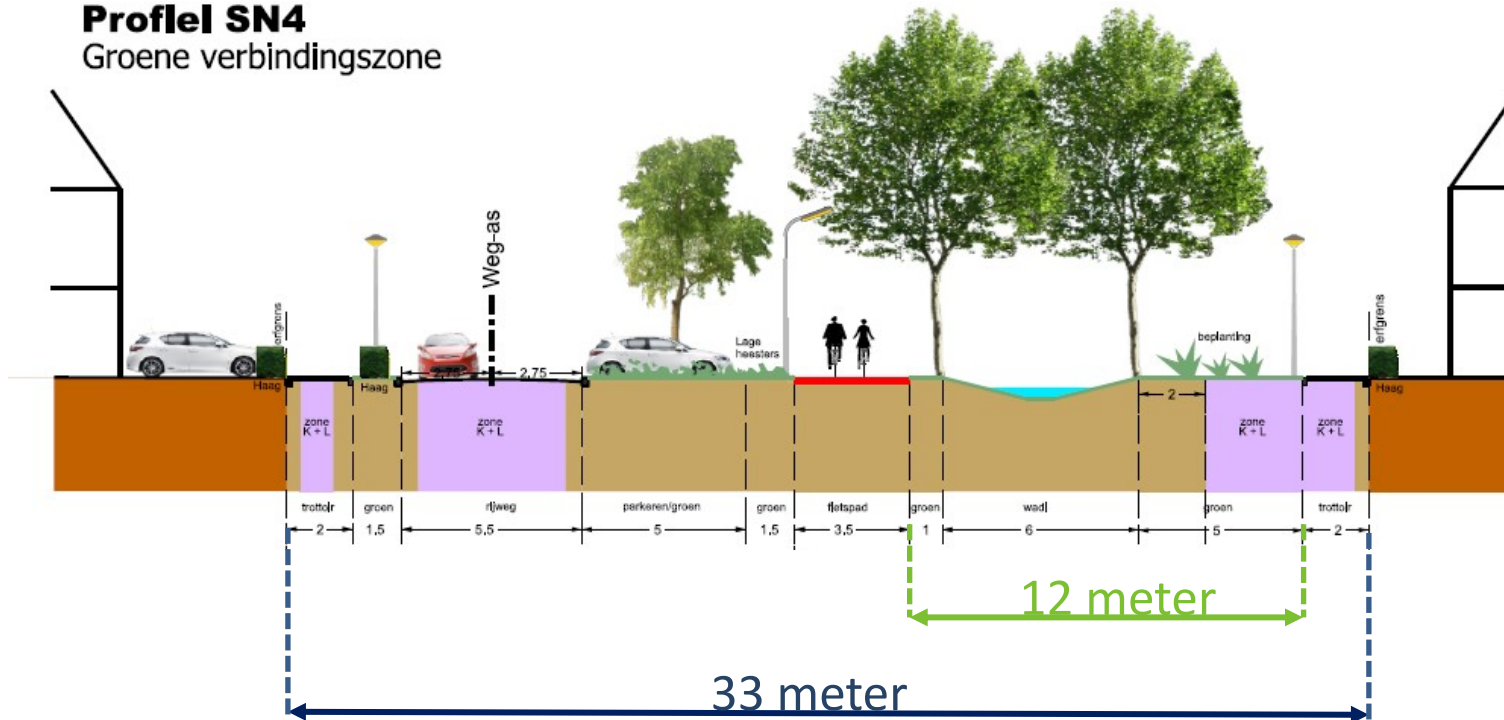 Profiel SN4
Groene verbindingszone
Weg-as
erfgrens
erfgrens
Lage
heesters
beplanting
Haag
Haag
2,75
2,75
Haag
2
zone
K + L
zone
K + L
zone
K + L
zone
K + L
trottoir
groen
rijweg
parkeren/groen
groen
fietspad
groen
wadi
groen
trottoir
2
1,5
5,5
5
1,5
3,5
1
6
5
2
12 meter
33 meter